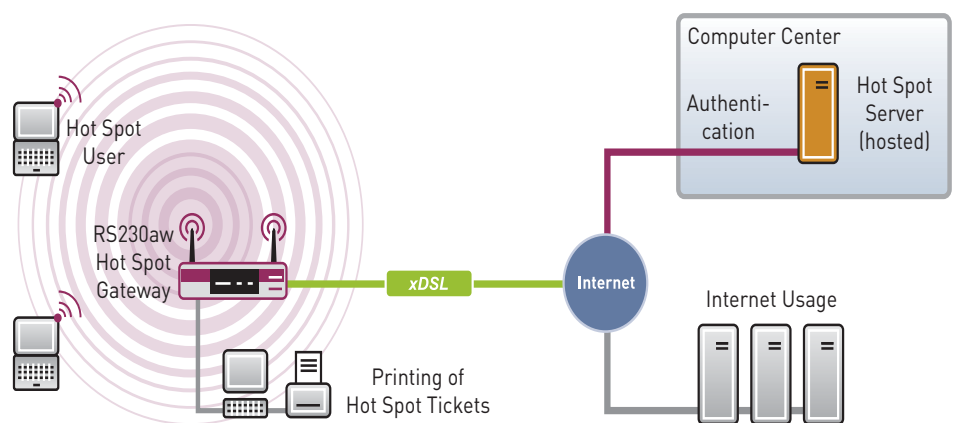 Computer Center
Authenti-
cation
Hot Spot
Server
(hosted)
Hot Spot
User
RS230aw
Hot Spot
Gateway
xDSL
Internet
Internet Usage
Printing of
Hot Spot Tickets